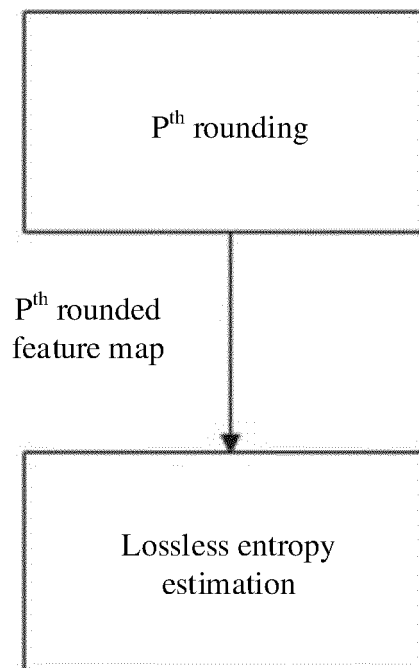 Pth rounding
Pth rounded
feature map
Lossless entropy
estimation